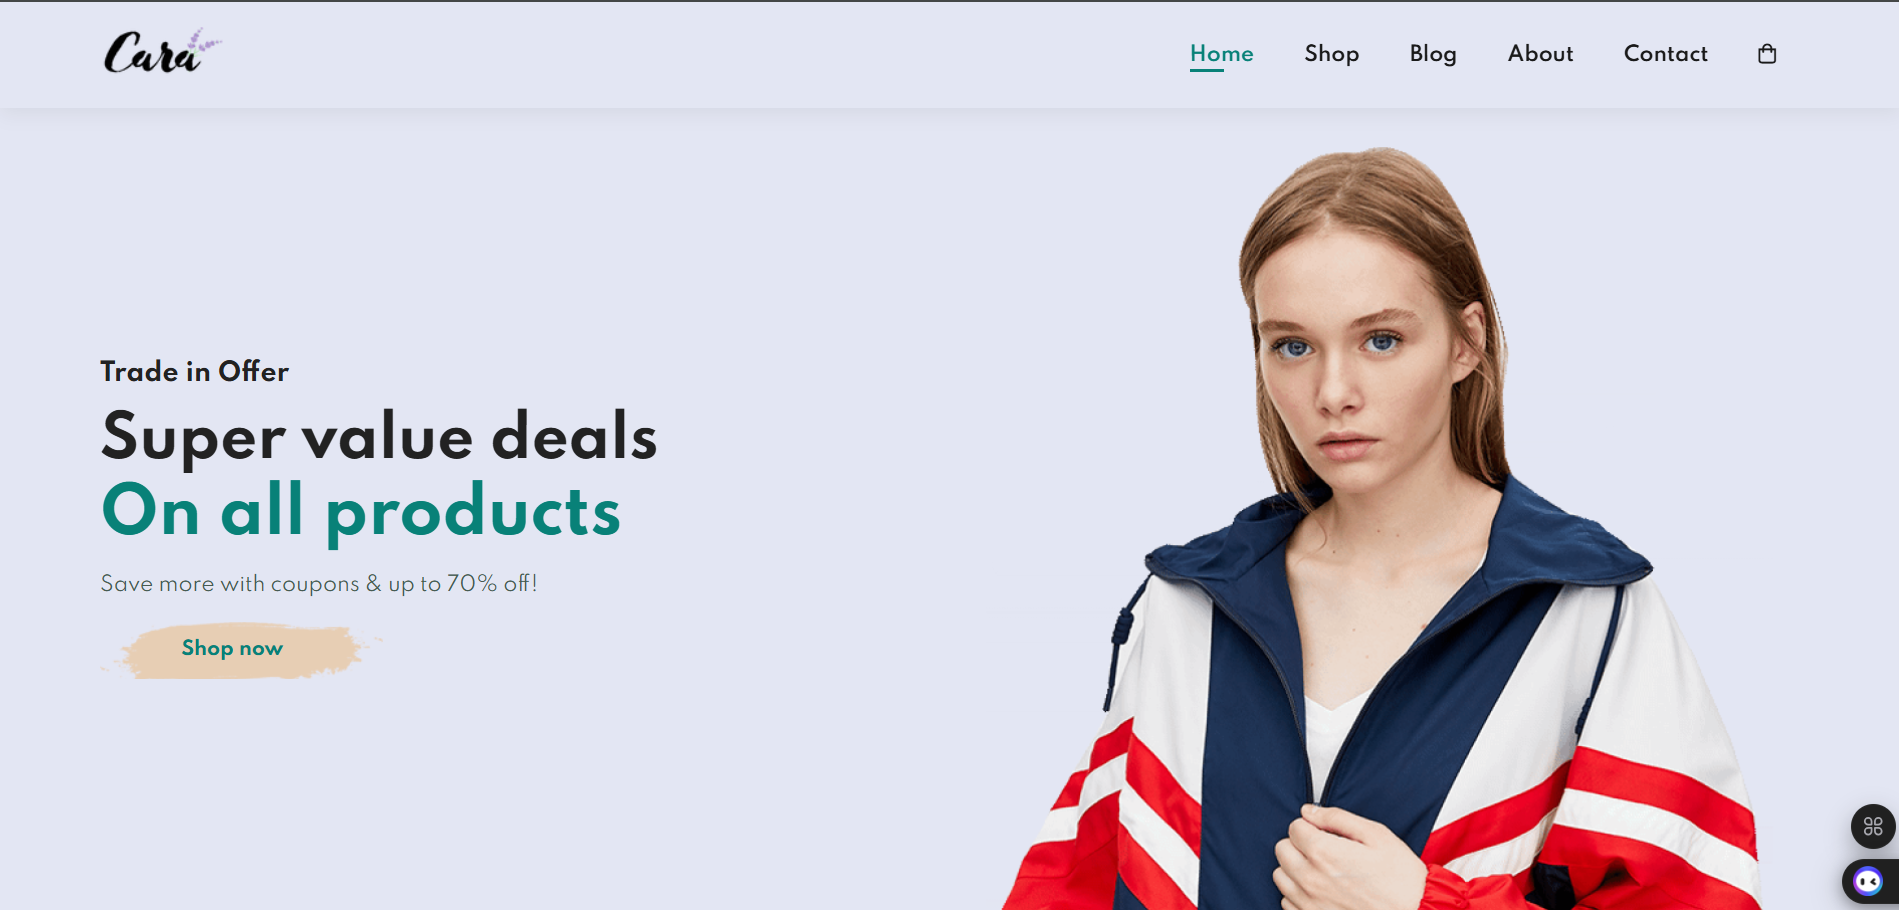 Cara
Home Shop Blog About Contact
Trade in Offer
Super value deals
On all products
Save more with coupons & up to 70% off!
Shop now